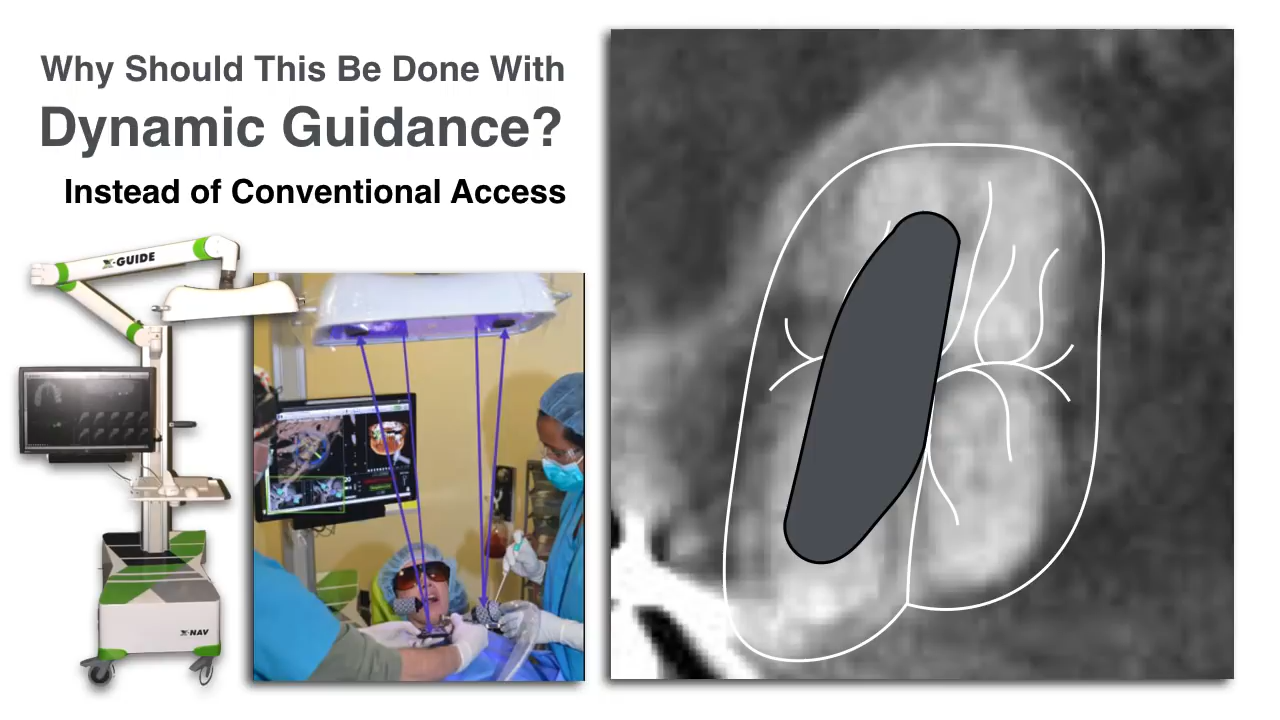 Why Should This Be Done With
Dynamic Guidance?
Instead of Conventional Access
X-GUIDE
X-NAV